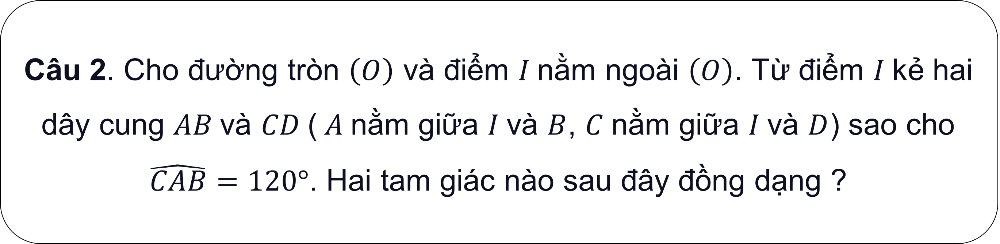 Câu 2. Cho đường tròn (O) và điểm I nằm ngoài (O). Từ điểm I kẻ hai
dây cung AB và CD ( A nằm giữa I và B, C nằm giữa I và D) sao cho
\widehat{CAB} = 120°. Hai tam giác nào sau đây đồng dạng ?